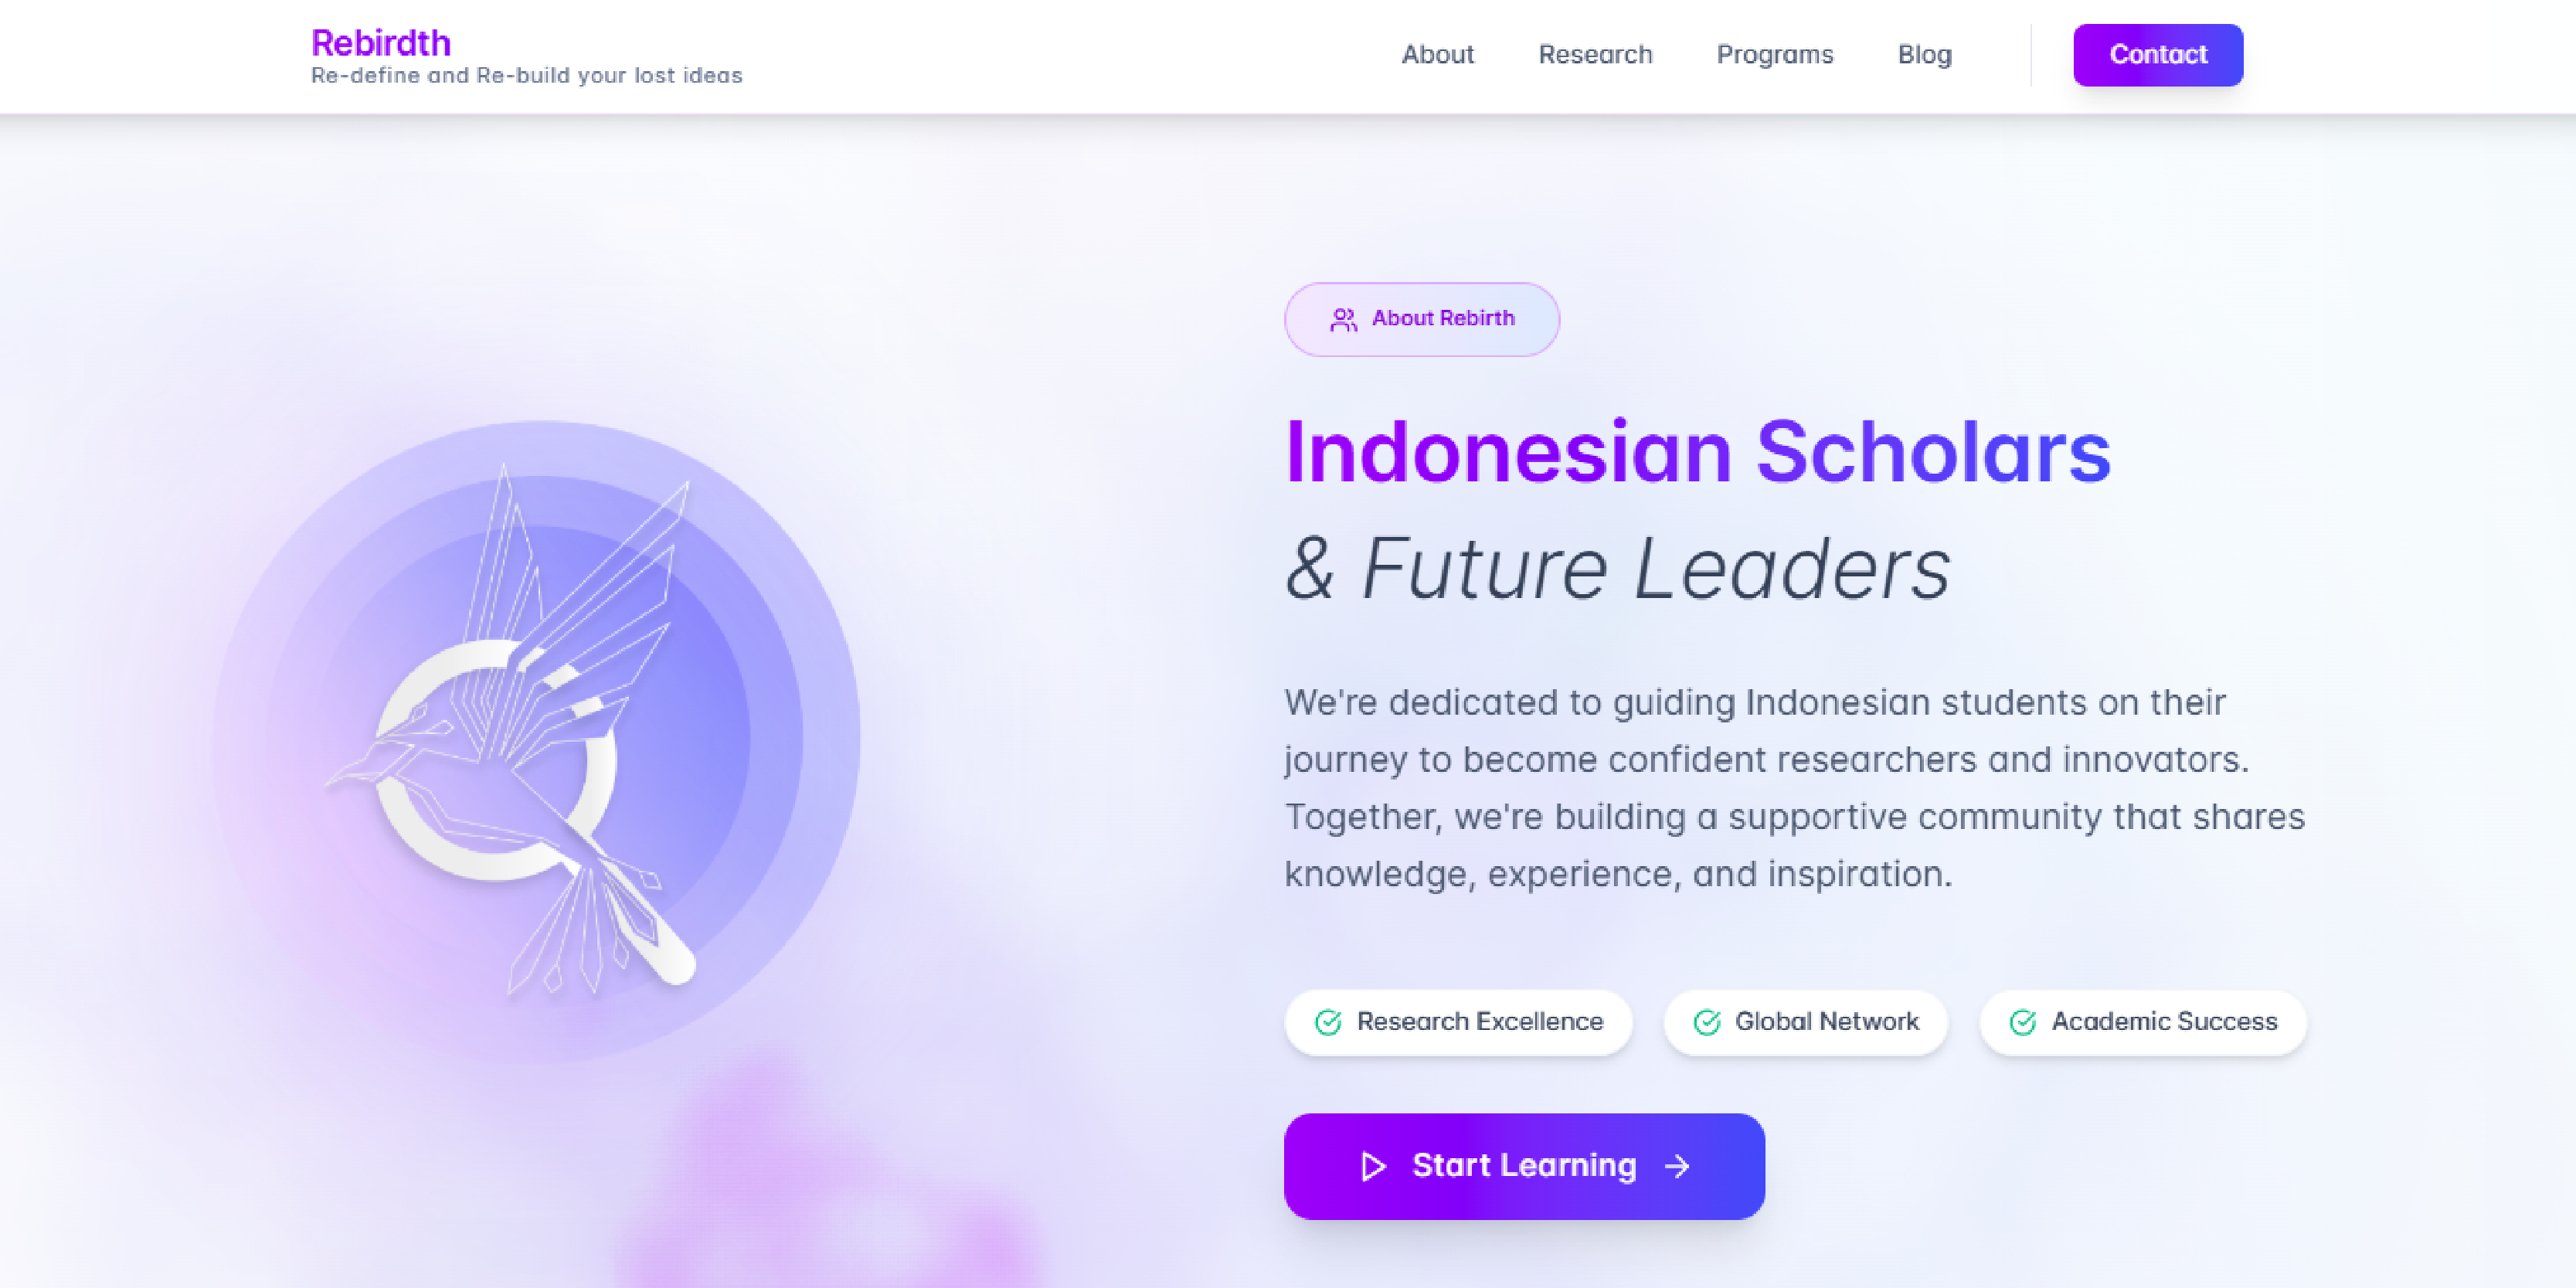 Rebirdth
Re-define and Re-build your lost ideas
About
Research
Programs
Blog
Contact
About Rebirth
Indonesian Scholars
& Future Leaders
We're dedicated to guiding Indonesian students on their
journey to become confident researchers and innovators.
Together, we're building a supportive community that shares
knowledge, experience, and inspiration.
Research Excellence
Global Network
Academic Success
Start Learning